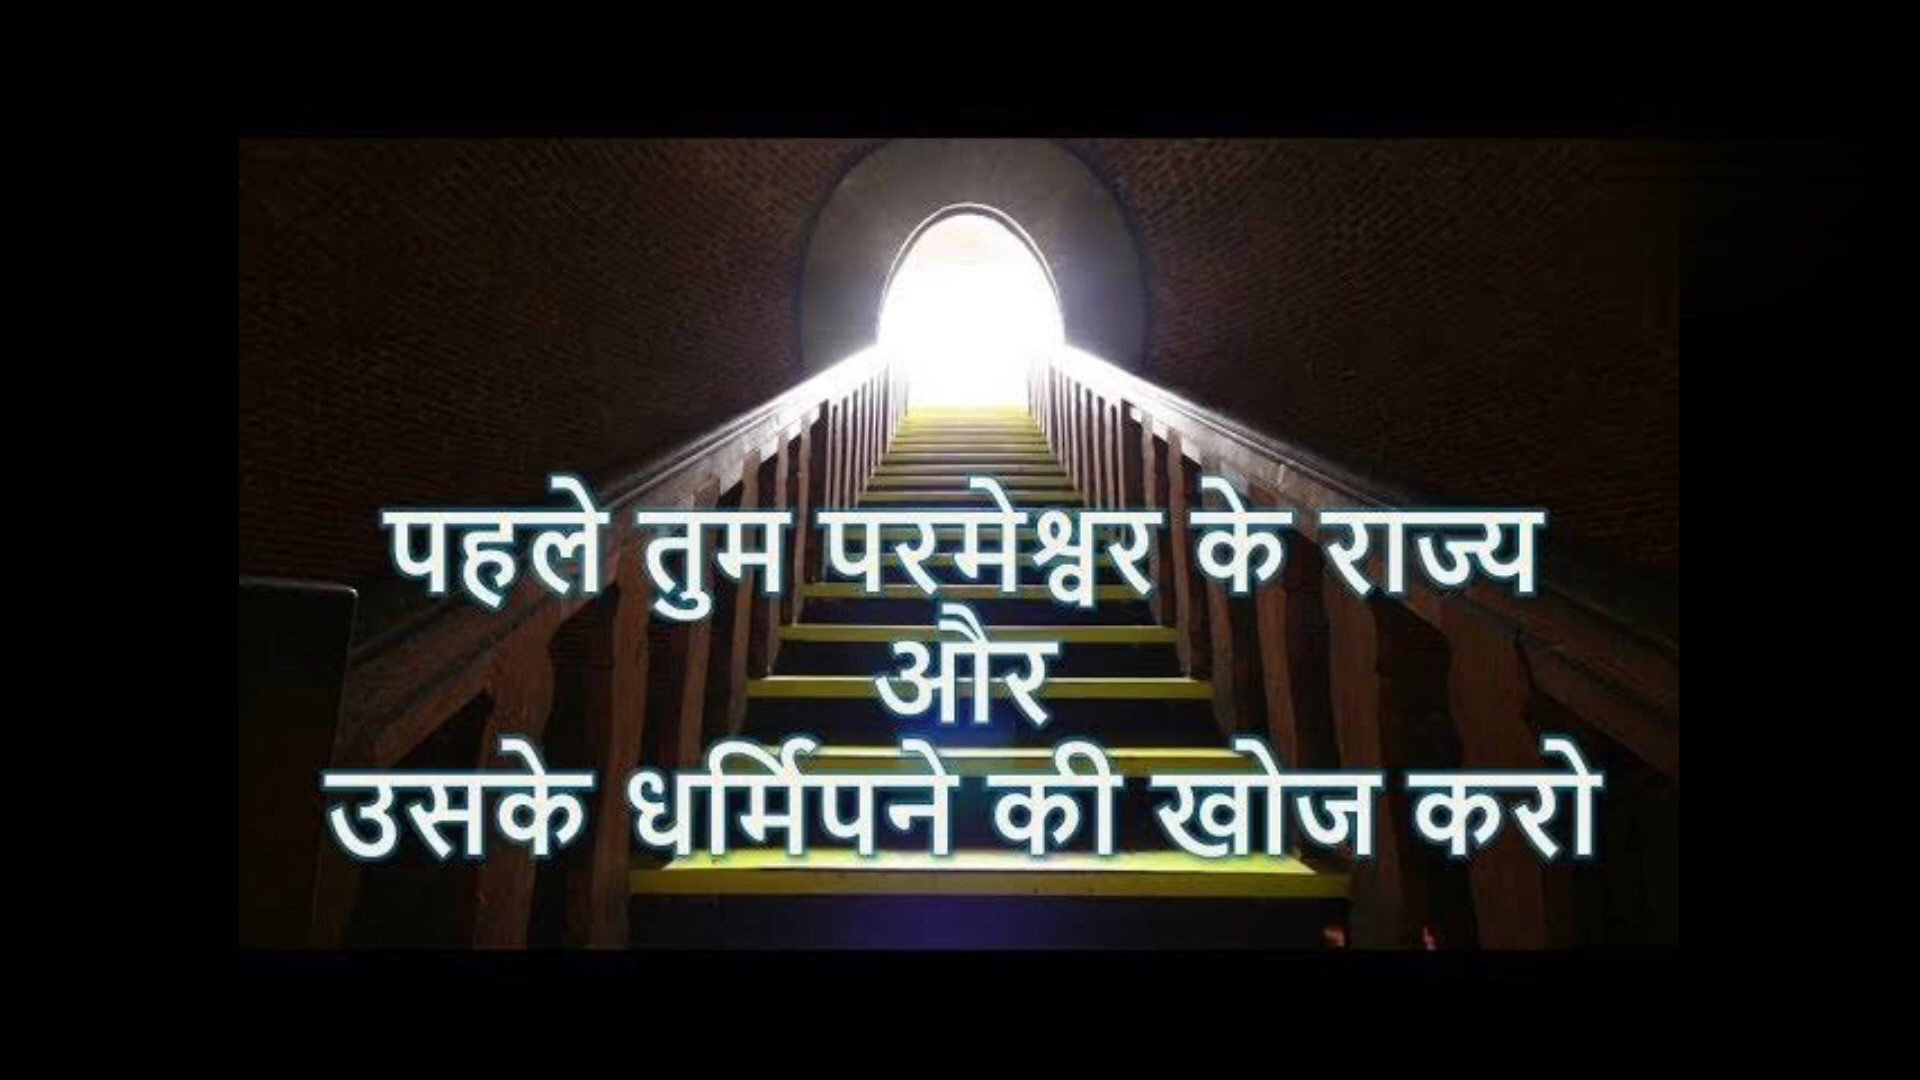 पहले तुम परमेश्वर के राज्य
और
उसके धर्मिपने की खोज करो